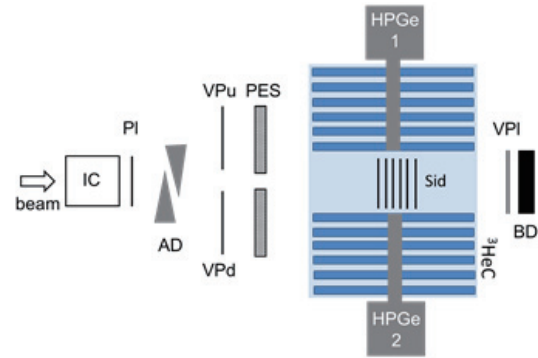 HPGe
1
VPu
PES
PI
VPI
IC
Sid
beam
AD
BD
VPd
³HeC
HPGe
2